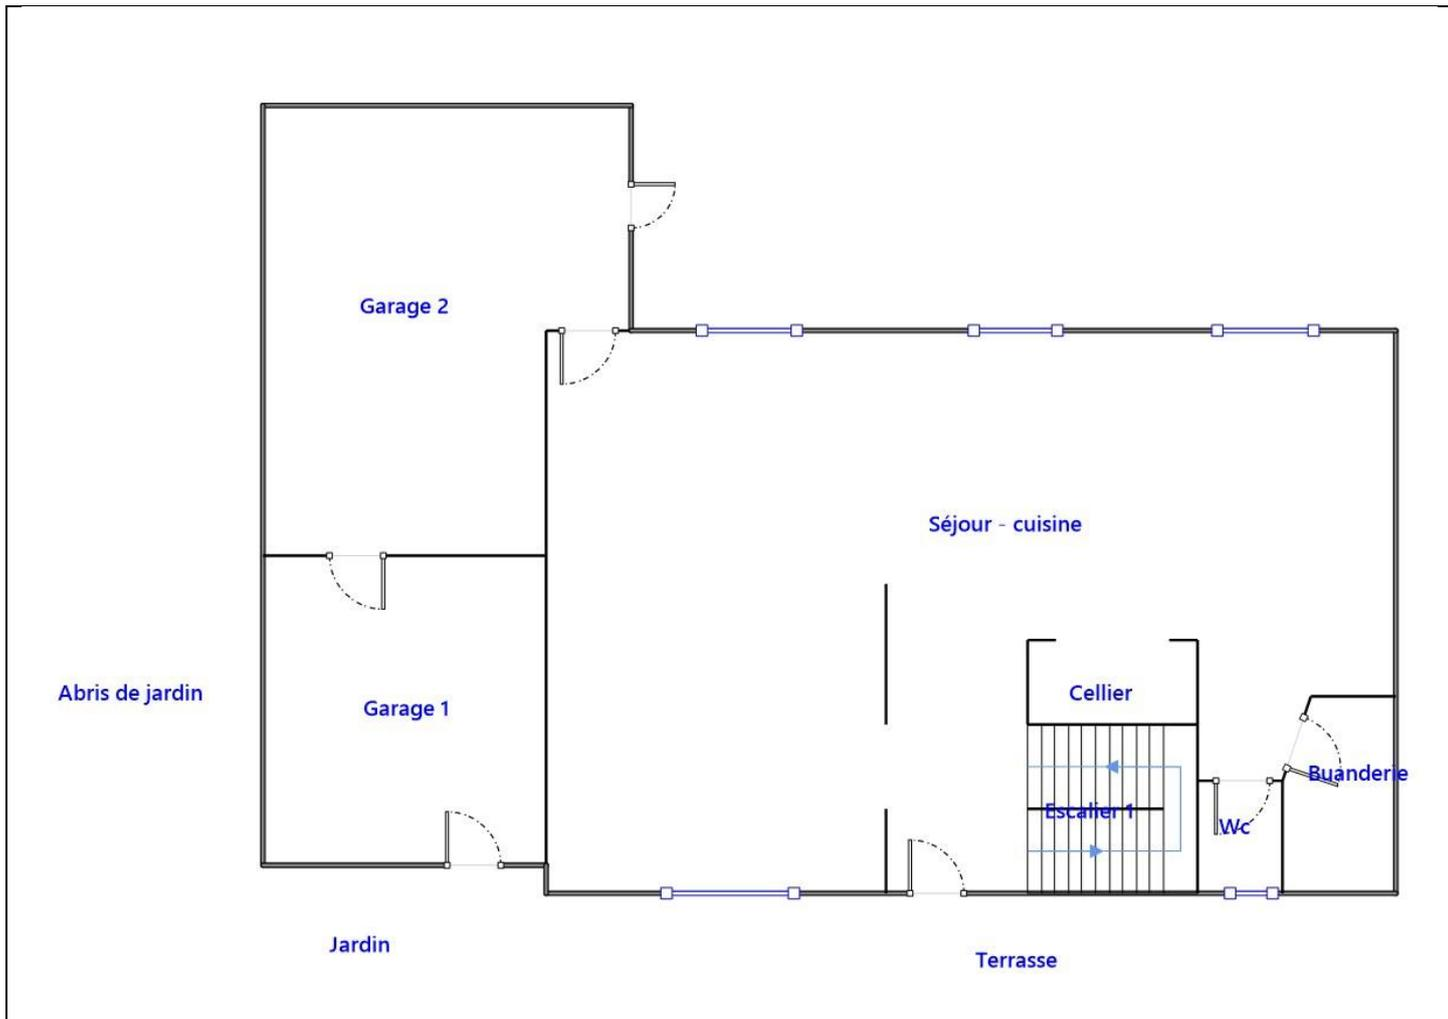 Garage 2
Séjour - cuisine
Abris de jardin
Garage 1
Cellier
Buanderie
Escalier 1
Wc
Jardin
Terrasse